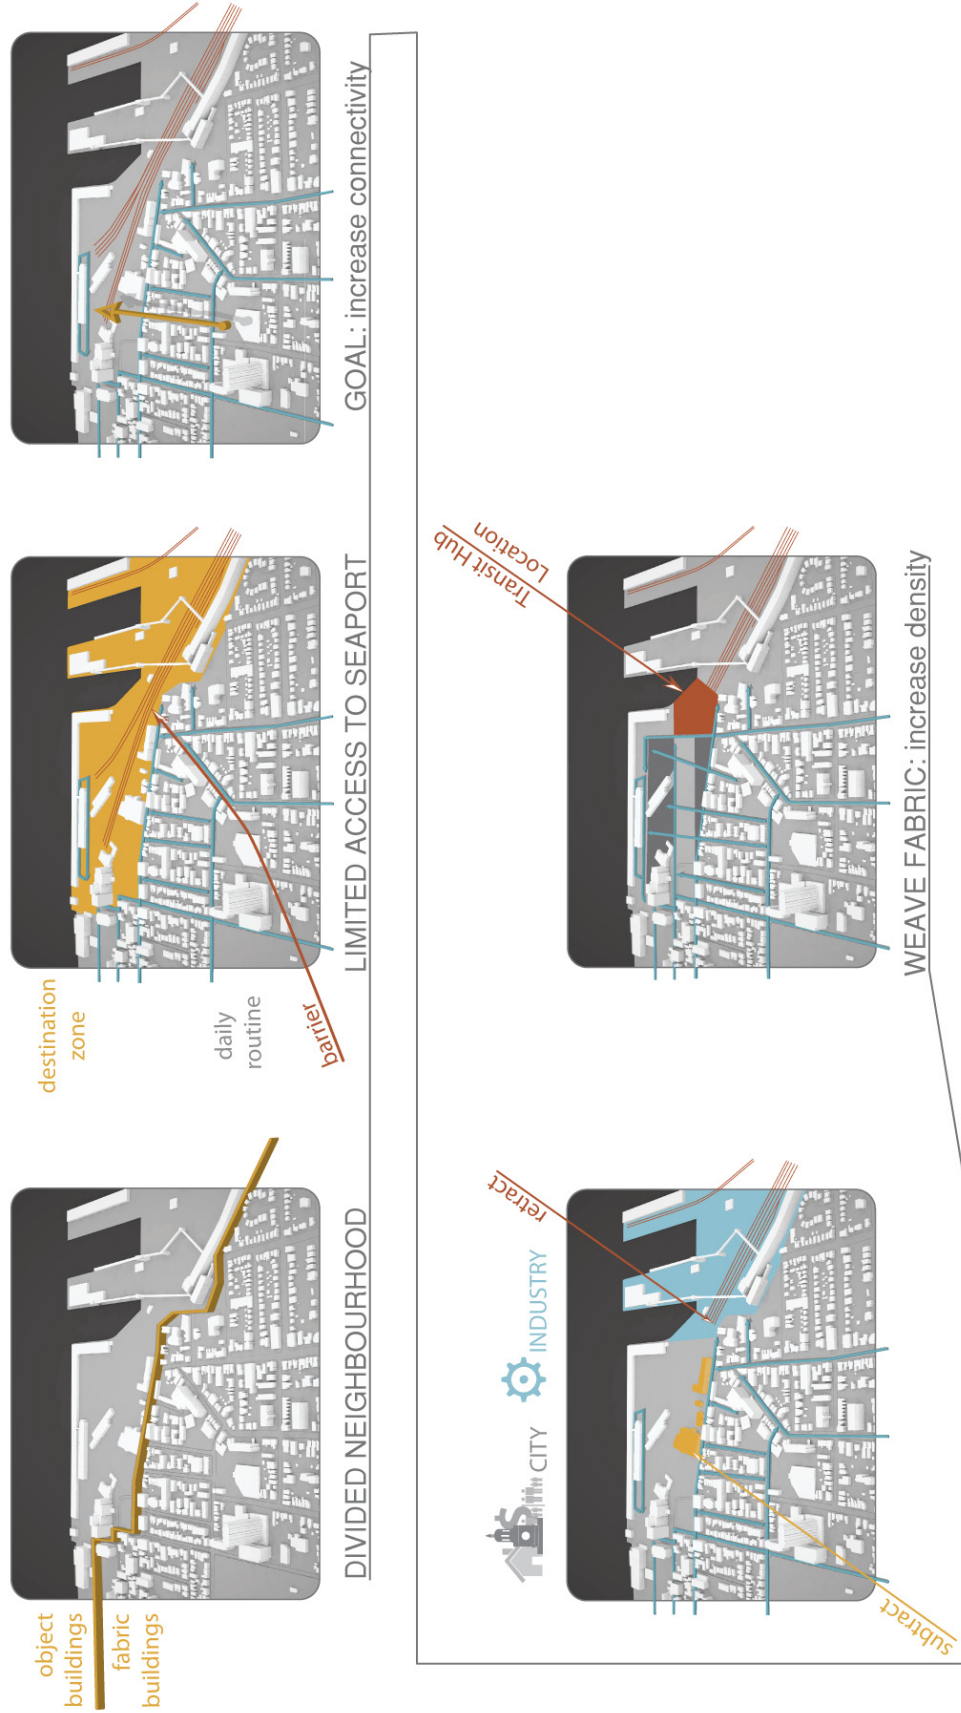 object
buildings
fabric
buildings
DIVIDED NEIGHBOURHOOD
destination
zone
daily
routine
barrier
LIMITED ACCESS TO SEAPORT
GOAL: increase connectivity
CITY
INDUSTRY
retract
subtract
Transit Hub
Location
WEAVE FABRIC: increase density